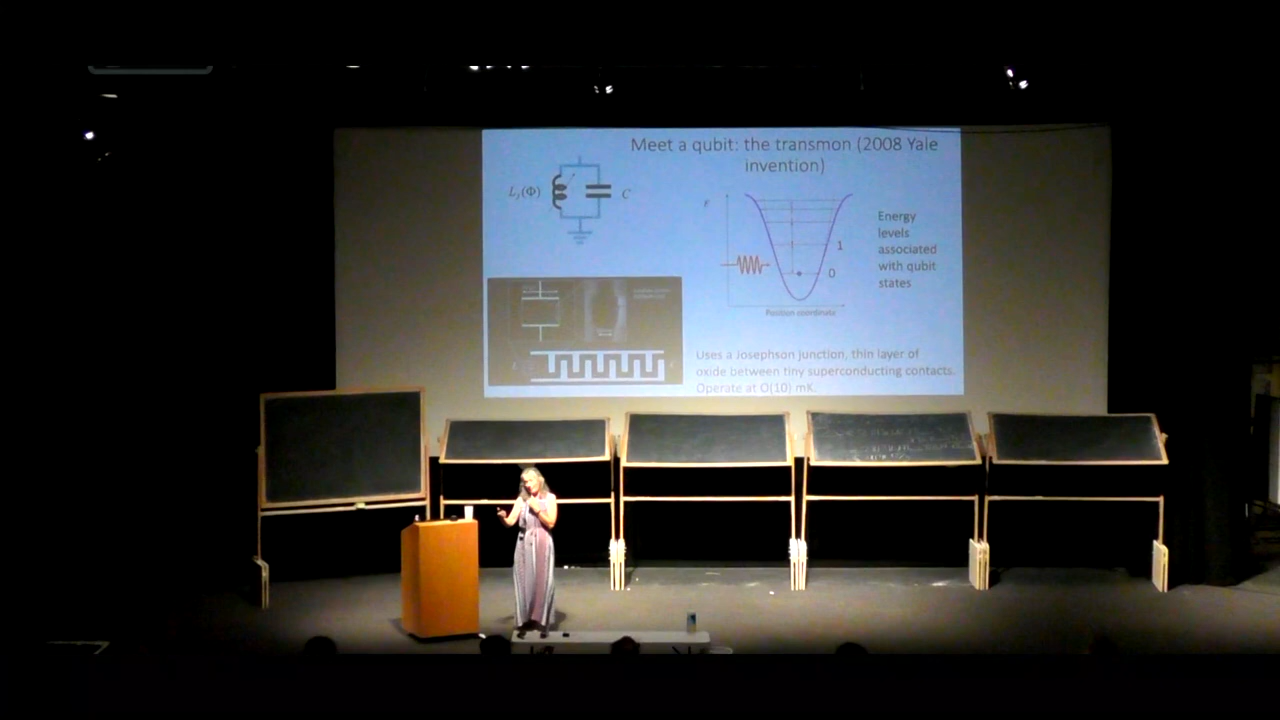 Meet a qubit: the transmon (2008 Yale
invention)
L_J(Φ)
C
E
1
0
Position coordinate
Energy
levels
associated
with qubit
states
Uses a Josephson junction, thin layer of
oxide between tiny superconducting contacts.
Operate at O(10) mK.